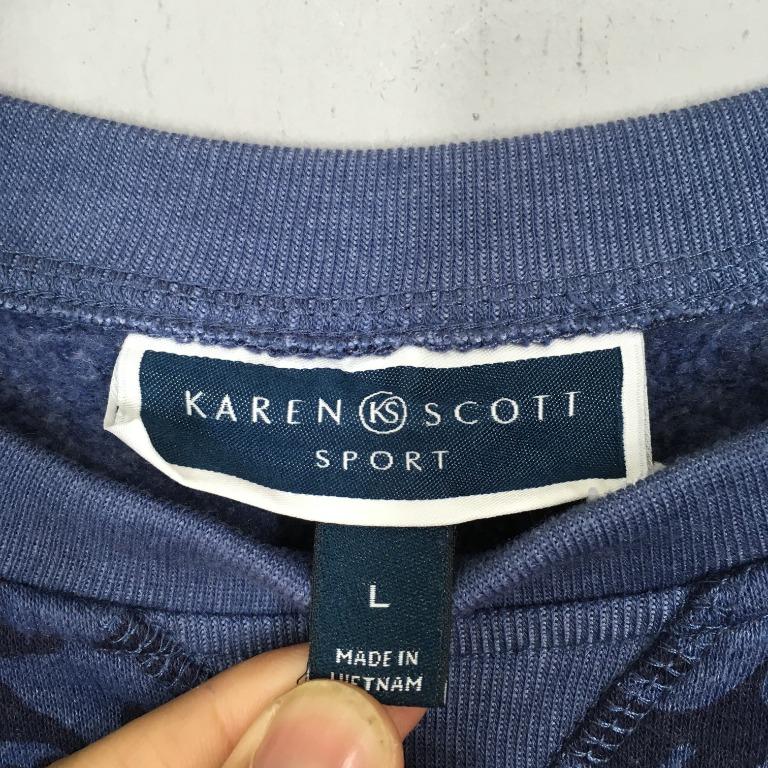 KAREN KS SCOTT
SPORT
L
MADE IN
VIETNAM